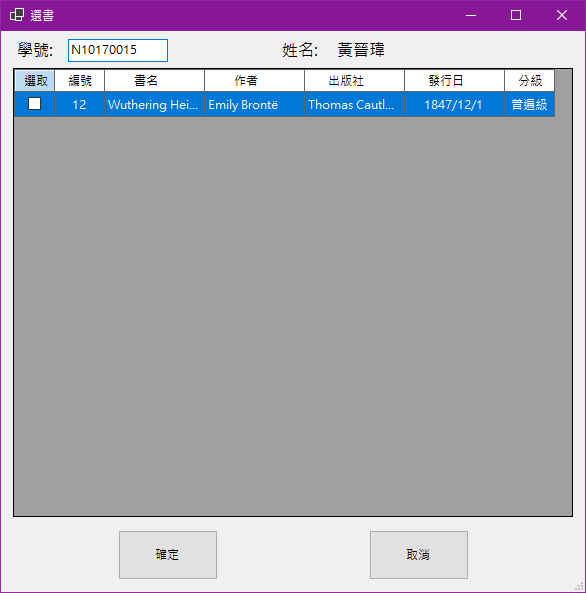 還書
學號: N10170015 姓名: 黃晉瑋
選取 編號 書名 作者 出版社 發行日 分級
12 Wuthering Hei... Emily Brontë Thomas Cautl... 1847/12/1 普遍級
確定 取消